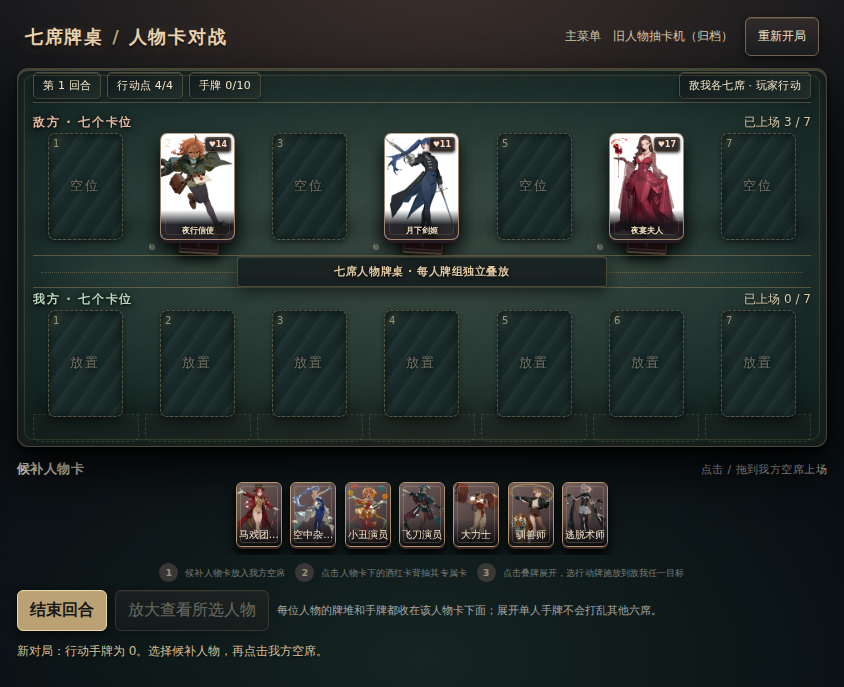 七席牌桌 / 人物卡对战
主菜单 旧人物抽卡机（归档） 重新开局
第 1 回合 行动点 4/4 手牌 0/10 敌我各七席 · 玩家行动
敌方 · 七个卡位 已上场 3 / 7
1 空位
♥14 夜行信使
3 空位
♥11 月下剑姬
5 空位
♥17 夜宴夫人
7 空位
七席人物牌桌 · 每人牌组独立叠放
我方 · 七个卡位 已上场 0 / 7
1 放置
2 放置
3 放置
4 放置
5 放置
6 放置
7 放置
候补人物卡 点击 / 拖到我方空席上场
马戏团… 空中杂… 小丑演员 飞刀演员 大力士 驯兽师 逃脱术师
1 候补人物卡放入我方空席 2 点击人物卡下的酒红卡背抽其专属卡 3 点击叠牌展开，选行动牌施放到敌我任一目标
结束回合 放大查看所选人物 每位人物的牌堆和手牌都收在该人物卡下面；展开单人手牌不会打乱其他六席。
新对局：行动手牌为 0。选择候补人物，再点击我方空席。